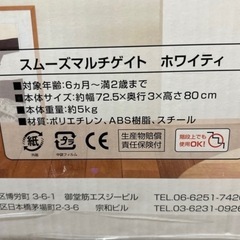 スムーズマルチゲイト ホワイティ
■対象年齢:6ヵ月〜満2歳まで
■本体サイズ:約幅72.5×奥行3×高さ80cm
■本体重量:約5kg
■材質:ポリエチレン、ABS樹脂、スチール
紙
プラ
生産物賠償
責任保険付
階段上でも
使用できます。
区博労町3-6-1 御堂筋エスジービル TEL.06-6251-742
区日本橋茅場町2-3-6 宗和ビル TEL.03-6231-092